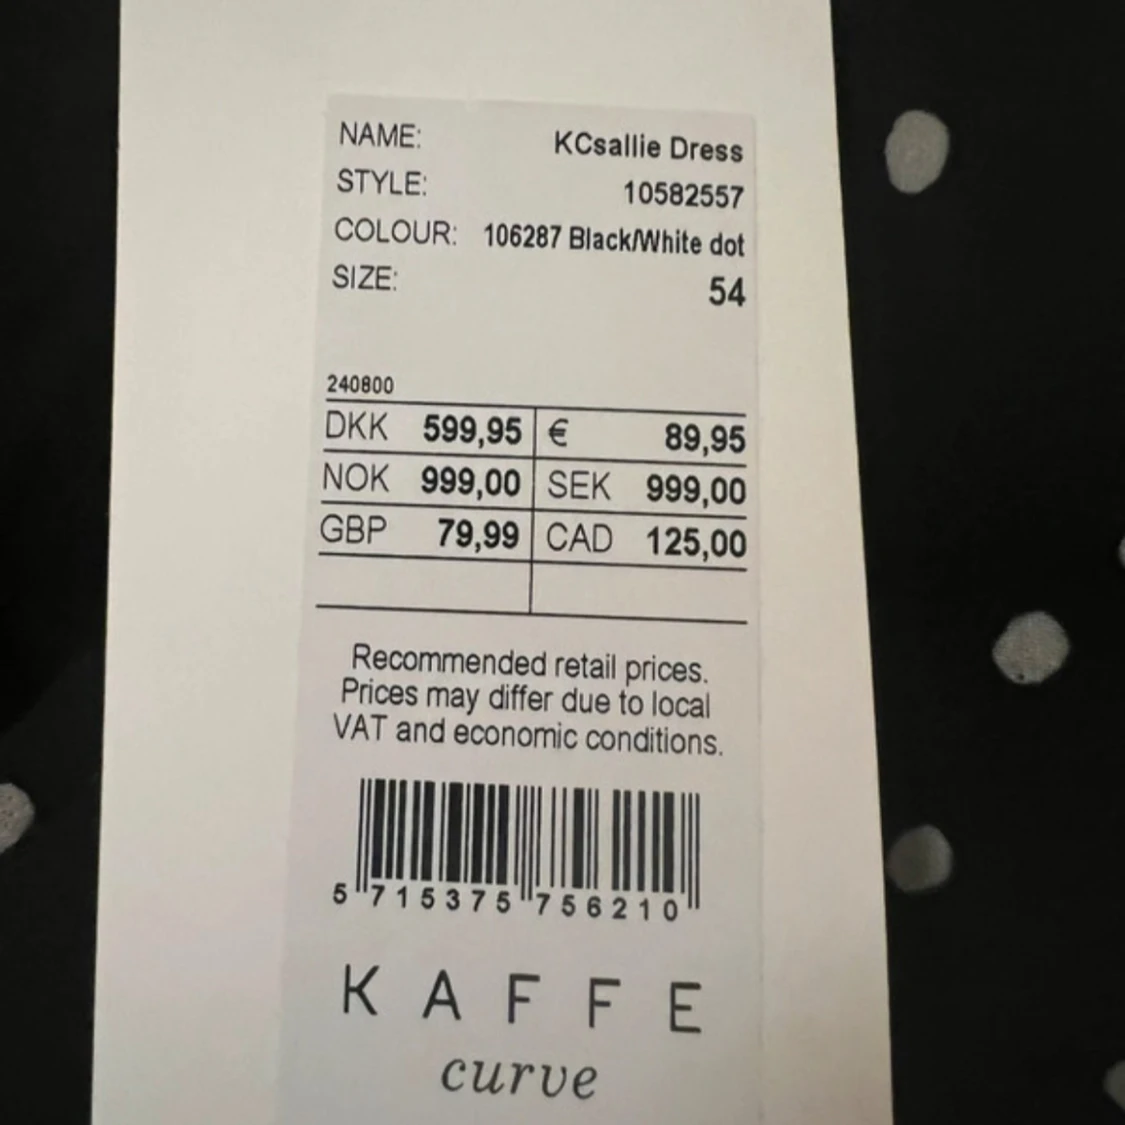 NAME: KCsallie Dress
STYLE: 10582557
COLOUR: 106287 Black/White dot
SIZE: 54
240800
DKK 599,95 € 89,95
NOK 999,00 SEK 999,00
GBP 79,99 CAD 125,00
Recommended retail prices.
Prices may differ due to local
VAT and economic conditions.
5 715375 756210
KAFFE
curve